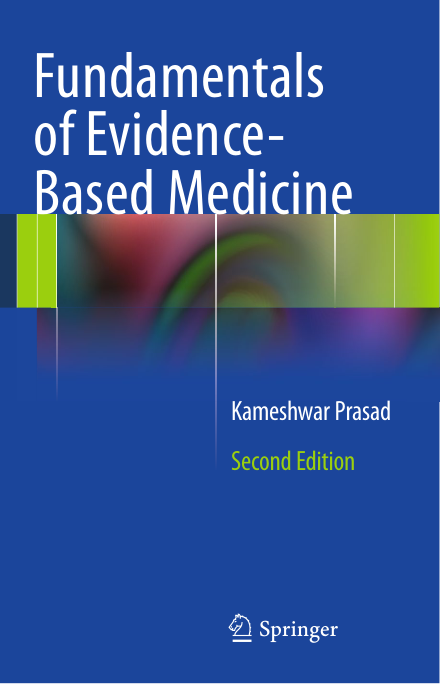 Fundamentals
of Evidence-
Based Medicine
Kameshwar Prasad
Second Edition
Springer